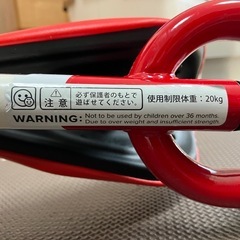 注意
必ず保護者のもとで
遊ばせてください。
使用制限体重：20kg
WARNING: Not to be used by children over 36 months.
Due to over weight and insufficient strength.